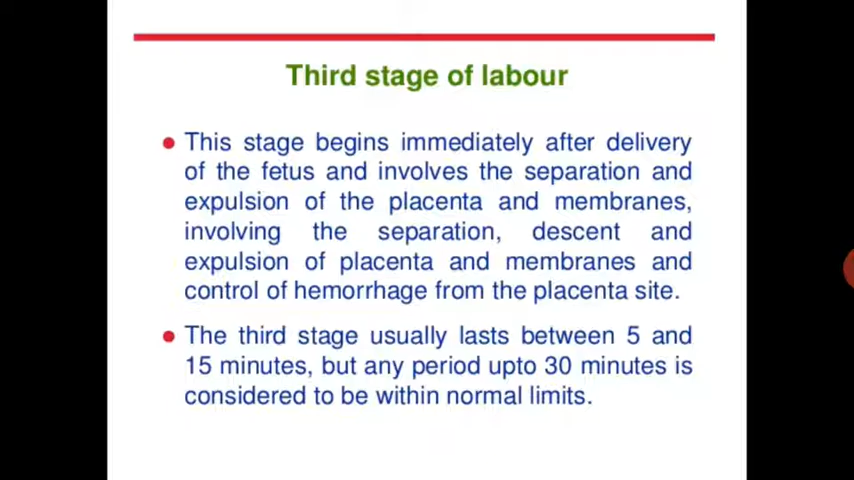 Third stage of labour
This stage begins immediately after delivery
of the fetus and involves the separation and
expulsion of the placenta and membranes,
involving the separation, descent and
expulsion of placenta and membranes and
control of hemorrhage from the placenta site.
The third stage usually lasts between 5 and
15 minutes, but any period upto 30 minutes is
considered to be within normal limits.